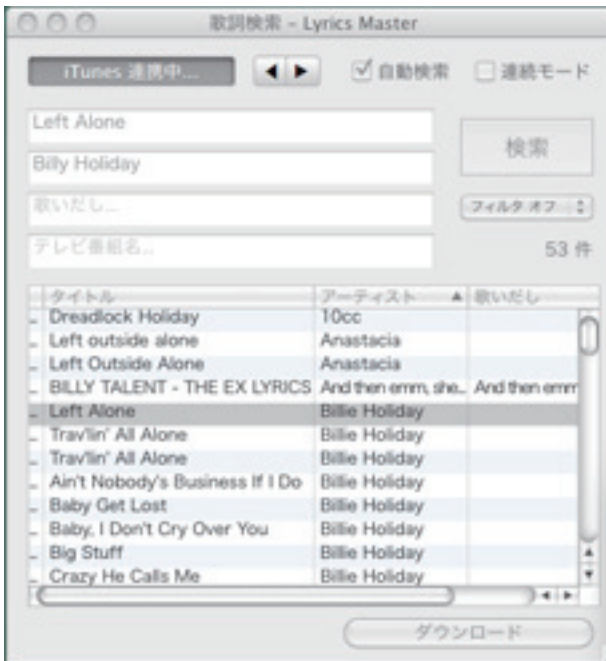 歌詞検索 – Lyrics Master
iTunes 連携中... 自動検索 連続モード
Left Alone
検索
Billy Holiday
歌いだし...
フィルタ オフ
テレビ番組名..
53 件
タイトル アーティスト 歌いだし
Dreadlock Holiday 10cc
Left outside alone Anastacia
Left Outside Alone Anastacia
BILLY TALENT - THE EX LYRICS And then emm, she... And then emm
Left Alone Billie Holiday
Trav'lin' All Alone Billie Holiday
Trav'lin' All Alone Billie Holiday
Ain't Nobody's Business If I Do Billie Holiday
Baby Get Lost Billie Holiday
Baby, I Don't Cry Over You Billie Holiday
Big Stuff Billie Holiday
Crazy He Calls Me Billie Holiday
ダウンロード